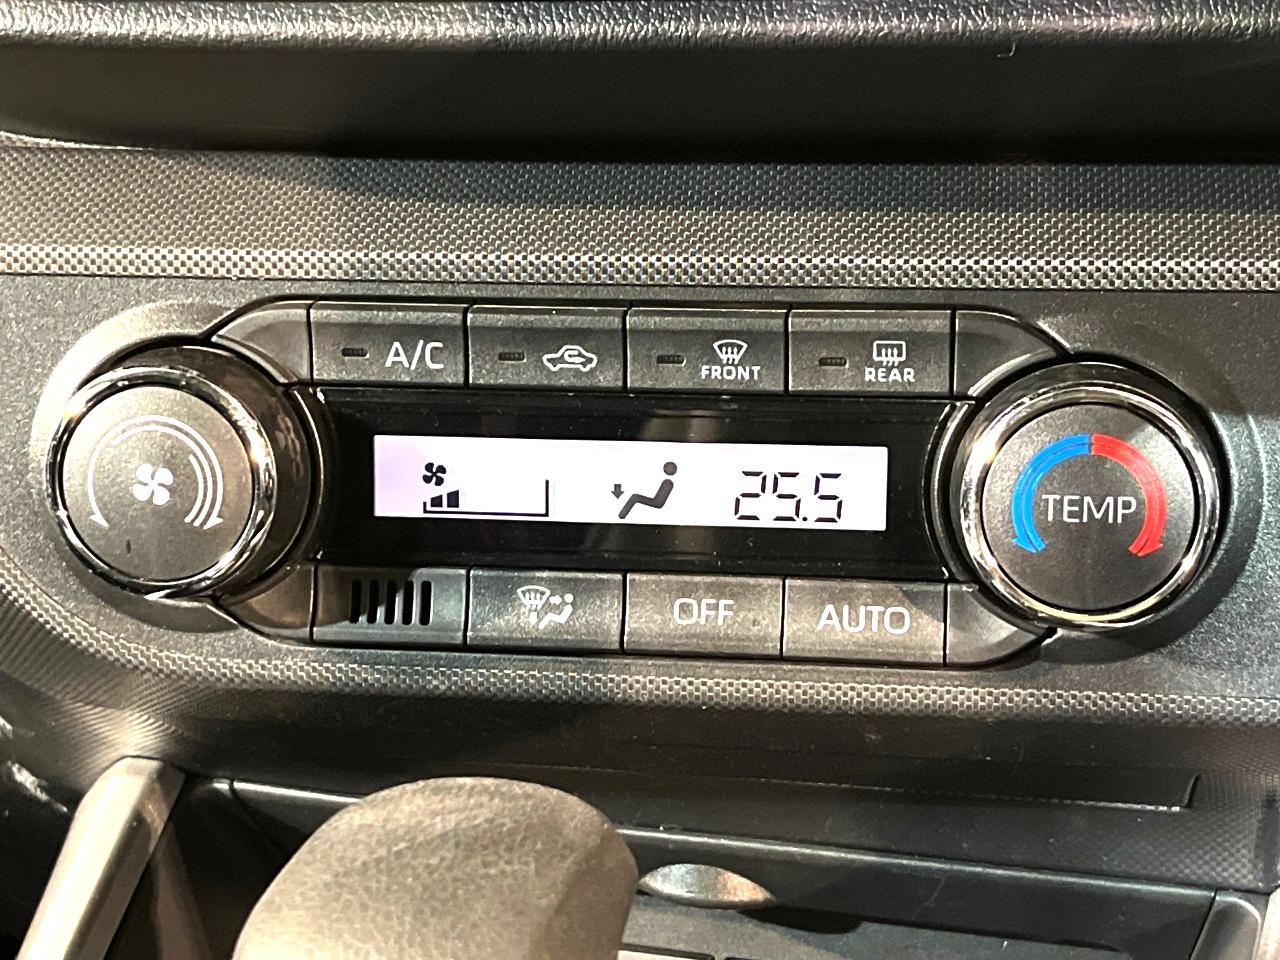 A/C
FRONT
REAR
25.5
TEMP
OFF
AUTO